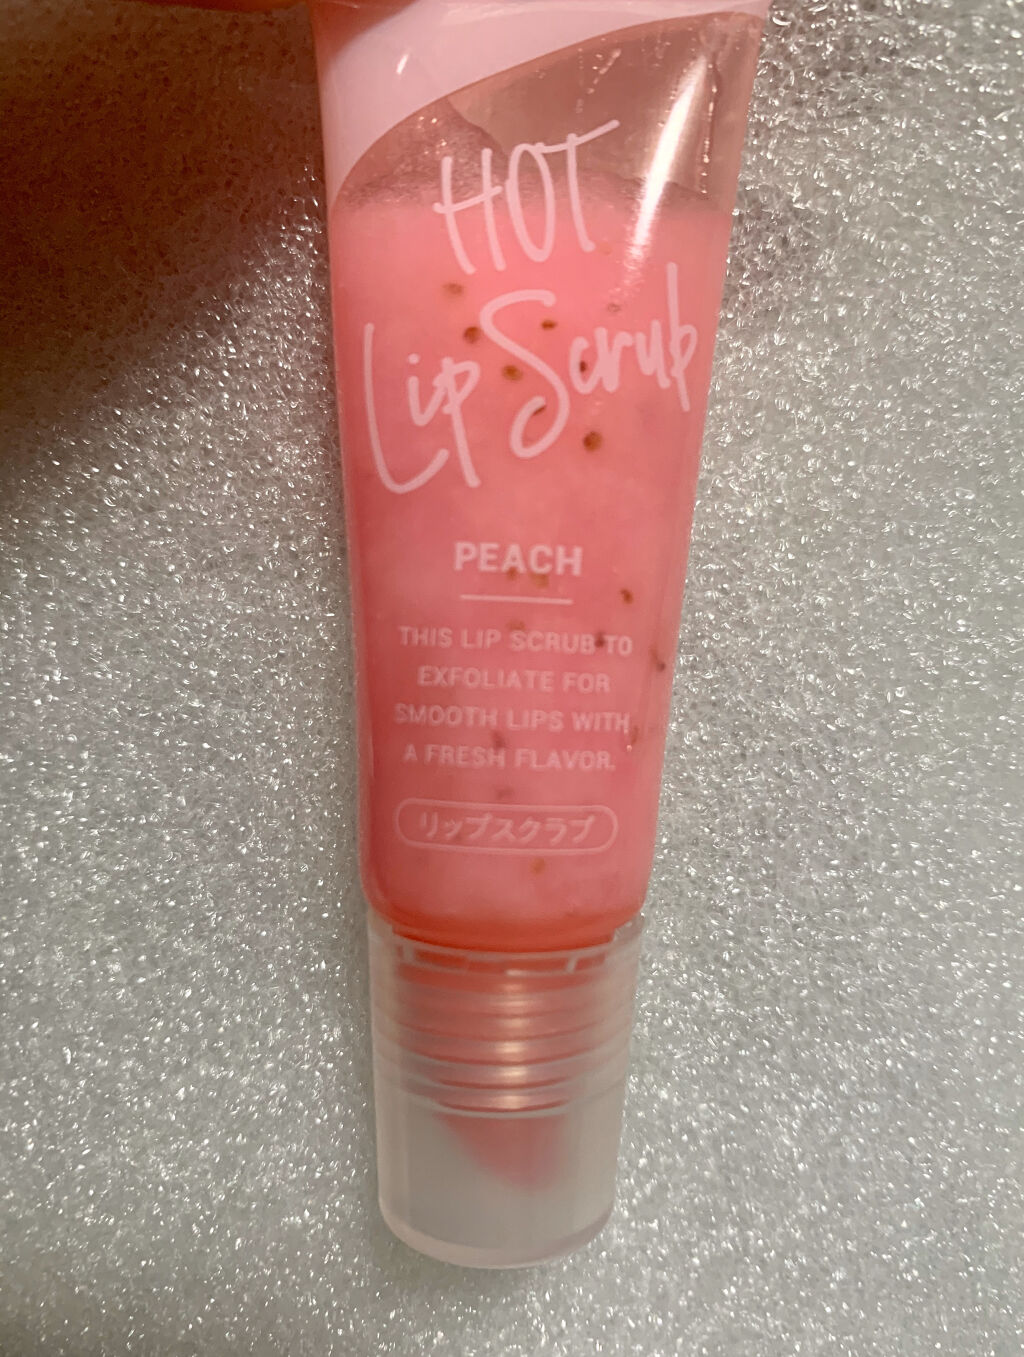 HOT
Lip Scrub
PEACH
THIS LIP SCRUB TO
EXFOLIATE FOR
SMOOTH LIPS WITH
A FRESH FLAVOR.
リップスクラブ